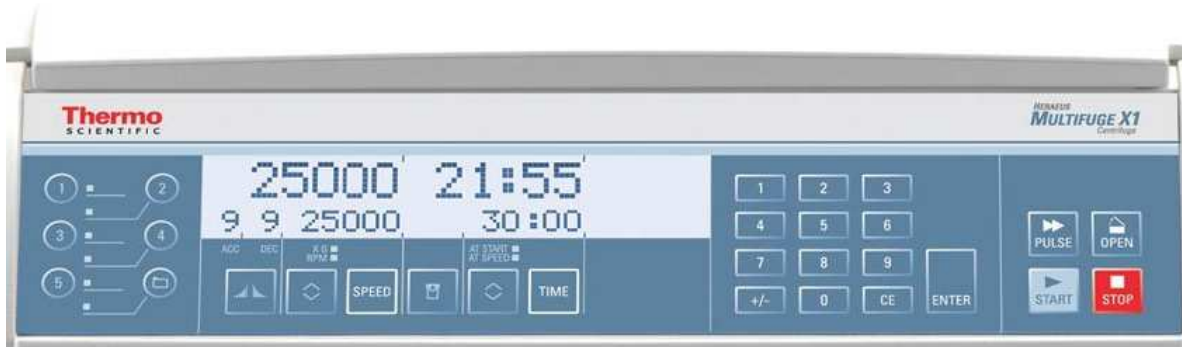 Thermo
SCIENTIFIC
HERAEUS
MULTIFUGE X1
Centrifuge
1 2
3 4
5
25000 21:55
9 9 25000 30:00
ACC DEC X G AT START
RPM AT SPEED
SPEED TIME
1 2 3
4 5 6
7 8 9
+/- 0 CE ENTER
PULSE OPEN
START STOP